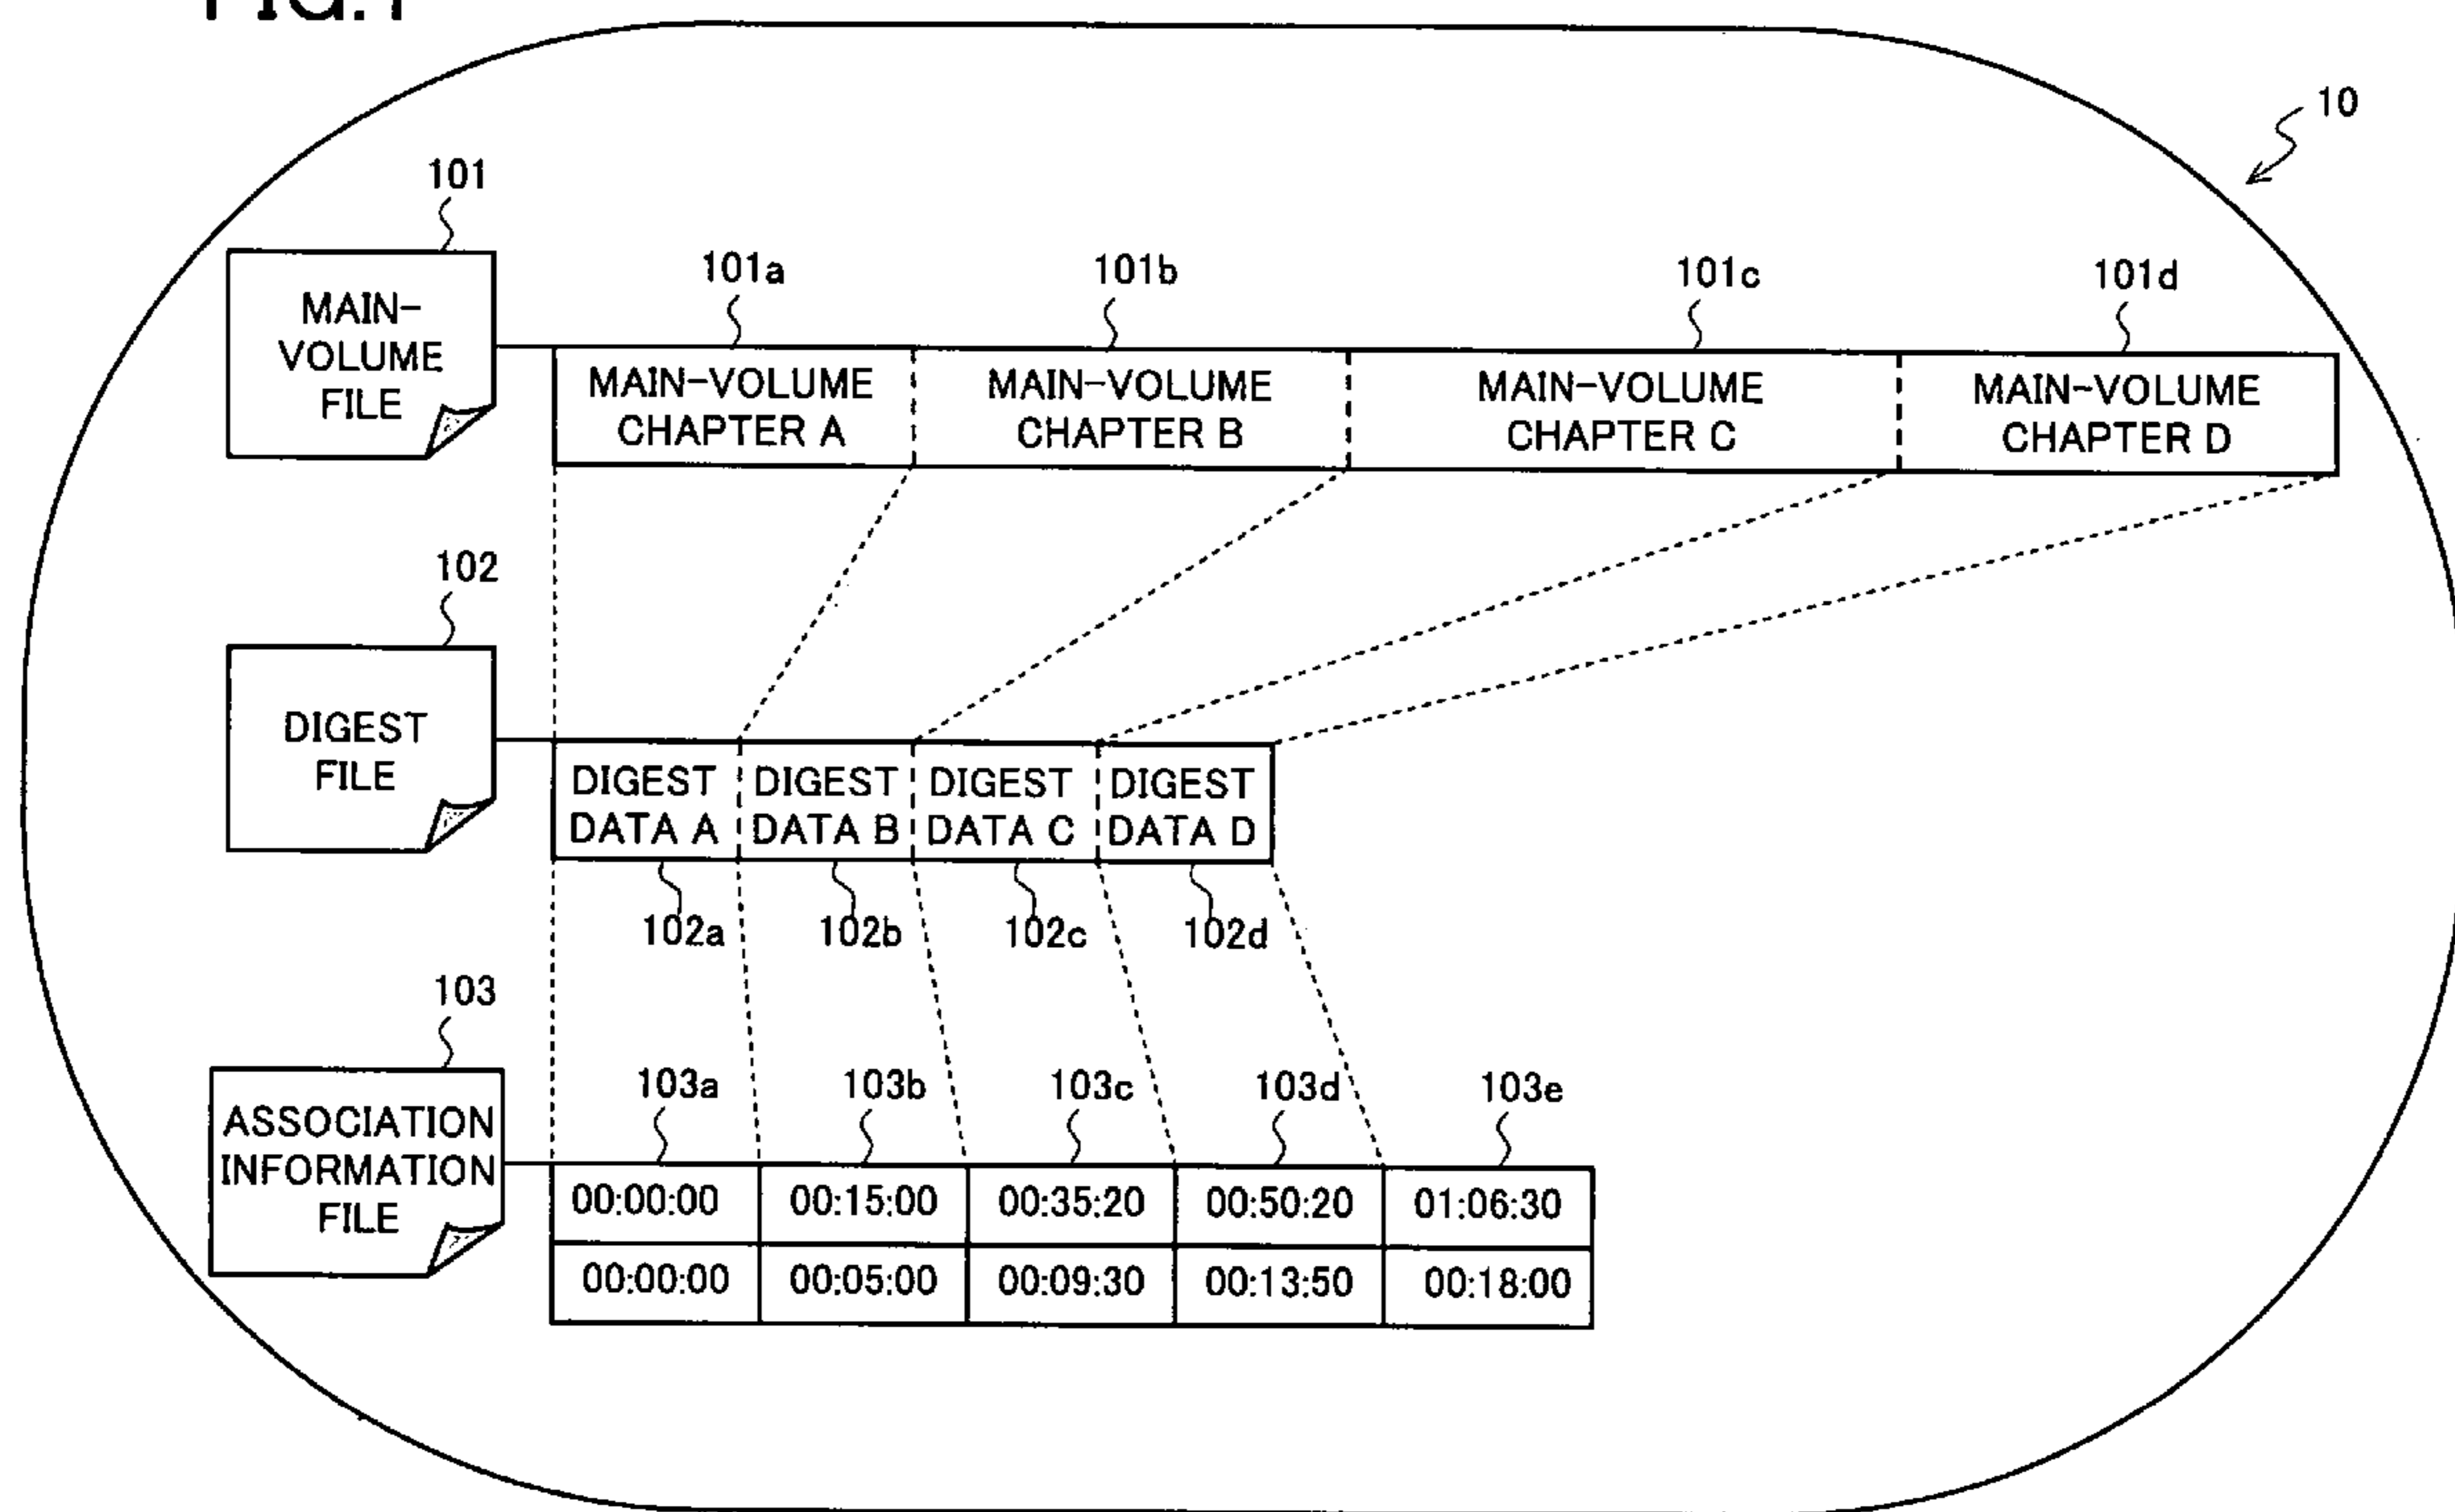 FIG.1
10
101
101a
101b
101c
101d
MAIN-
VOLUME
FILE
MAIN-VOLUME
CHAPTER A
MAIN-VOLUME
CHAPTER B
MAIN-VOLUME
CHAPTER C
MAIN-VOLUME
CHAPTER D
102
DIGEST
FILE
DIGEST
DATA A
DIGEST
DATA B
DIGEST
DATA C
DIGEST
DATA D
102a
102b
102c
102d
103
103a
103b
103c
103d
103e
ASSOCIATION
INFORMATION
FILE
00:00:00
00:15:00
00:35:20
00:50:20
01:06:30
00:00:00
00:05:00
00:09:30
00:13:50
00:18:00